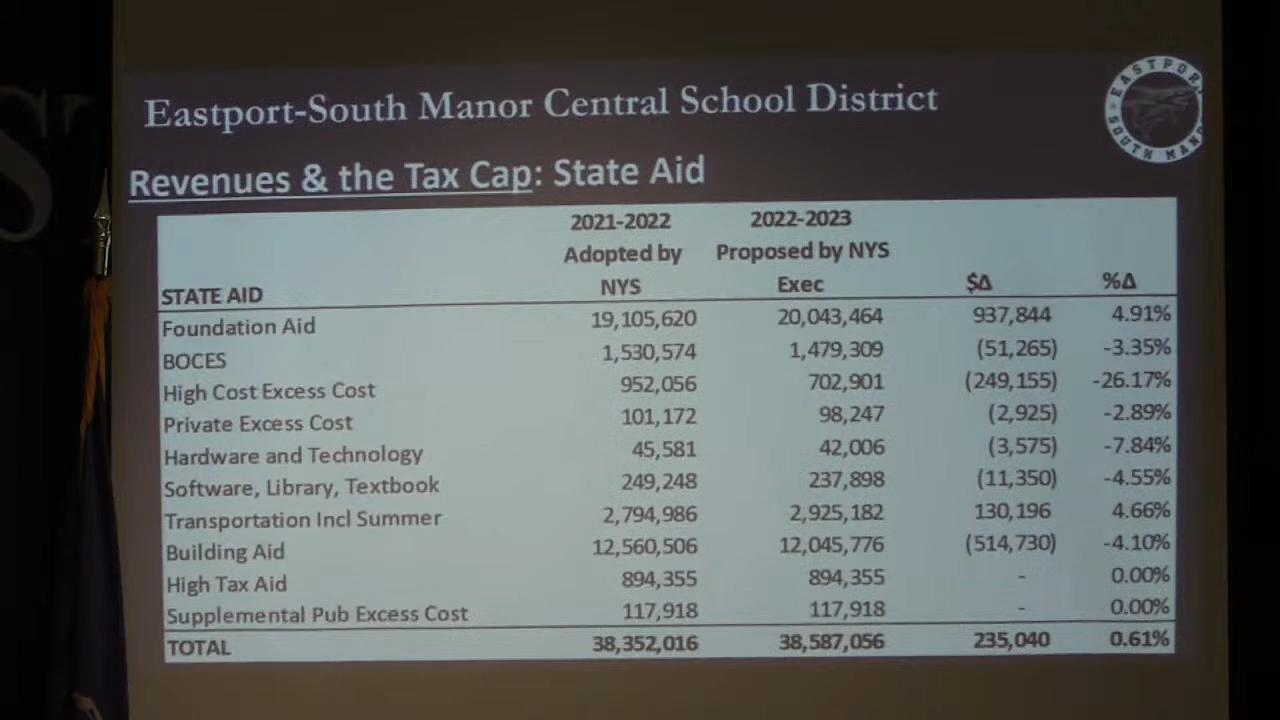 Eastport-South Manor Central School District
EASTPOR
SOUTH MANO
Revenues & the Tax Cap: State Aid
2021-2022 2022-2023
Adopted by Proposed by NYS
STATE AID NYS Exec $Δ %Δ
Foundation Aid 19,105,620 20,043,464 937,844 4.91%
BOCES 1,530,574 1,479,309 (51,265) -3.35%
High Cost Excess Cost 952,056 702,901 (249,155) -26.17%
Private Excess Cost 101,172 98,247 (2,925) -2.89%
Hardware and Technology 45,581 42,006 (3,575) -7.84%
Software, Library, Textbook 249,248 237,898 (11,350) -4.55%
Transportation Incl Summer 2,794,986 2,925,182 130,196 4.66%
Building Aid 12,560,506 12,045,776 (514,730) -4.10%
High Tax Aid 894,355 894,355 - 0.00%
Supplemental Pub Excess Cost 117,918 117,918 - 0.00%
TOTAL 38,352,016 38,587,056 235,040 0.61%